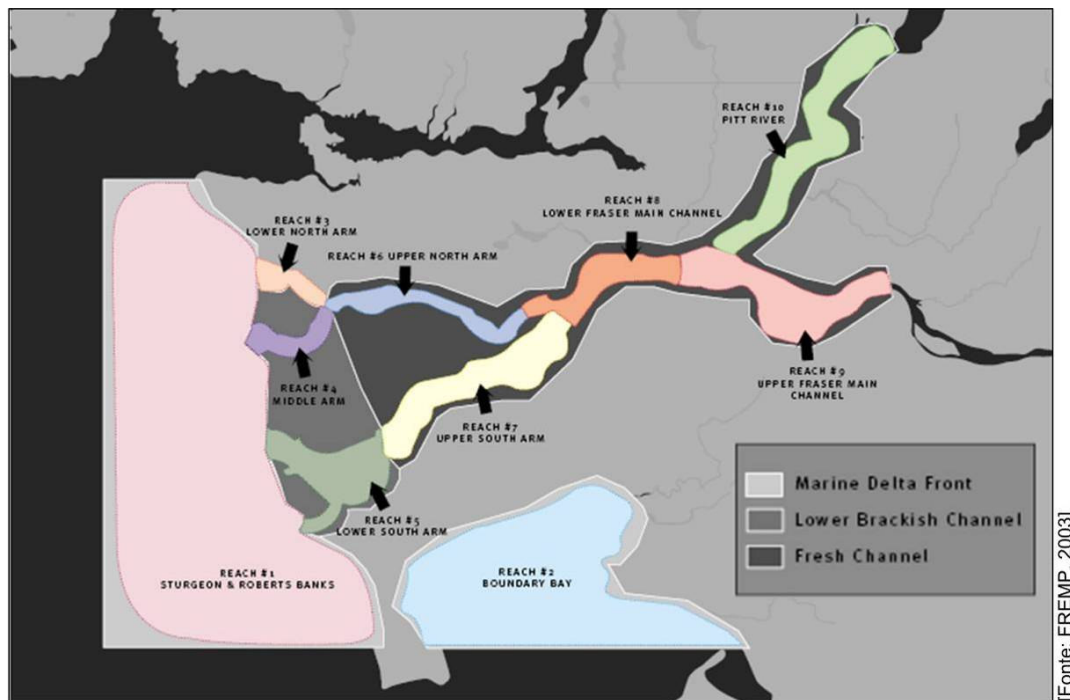 REACH #10
PITT RIVER
REACH #8
LOWER FRASER MAIN CHANNEL
REACH #3
LOWER NORTH ARM
REACH #6 UPPER NORTH ARM
REACH #4
MIDDLE ARM
REACH #9
UPPER FRASER MAIN
CHANNEL
REACH #7
UPPER SOUTH ARM
REACH #5
LOWER SOUTH ARM
REACH #1
STURGEON & ROBERTS BANKS
REACH #2
BOUNDARY BAY
Marine Delta Front
Lower Brackish Channel
Fresh Channel
[Fonte: FREMP, 2003]